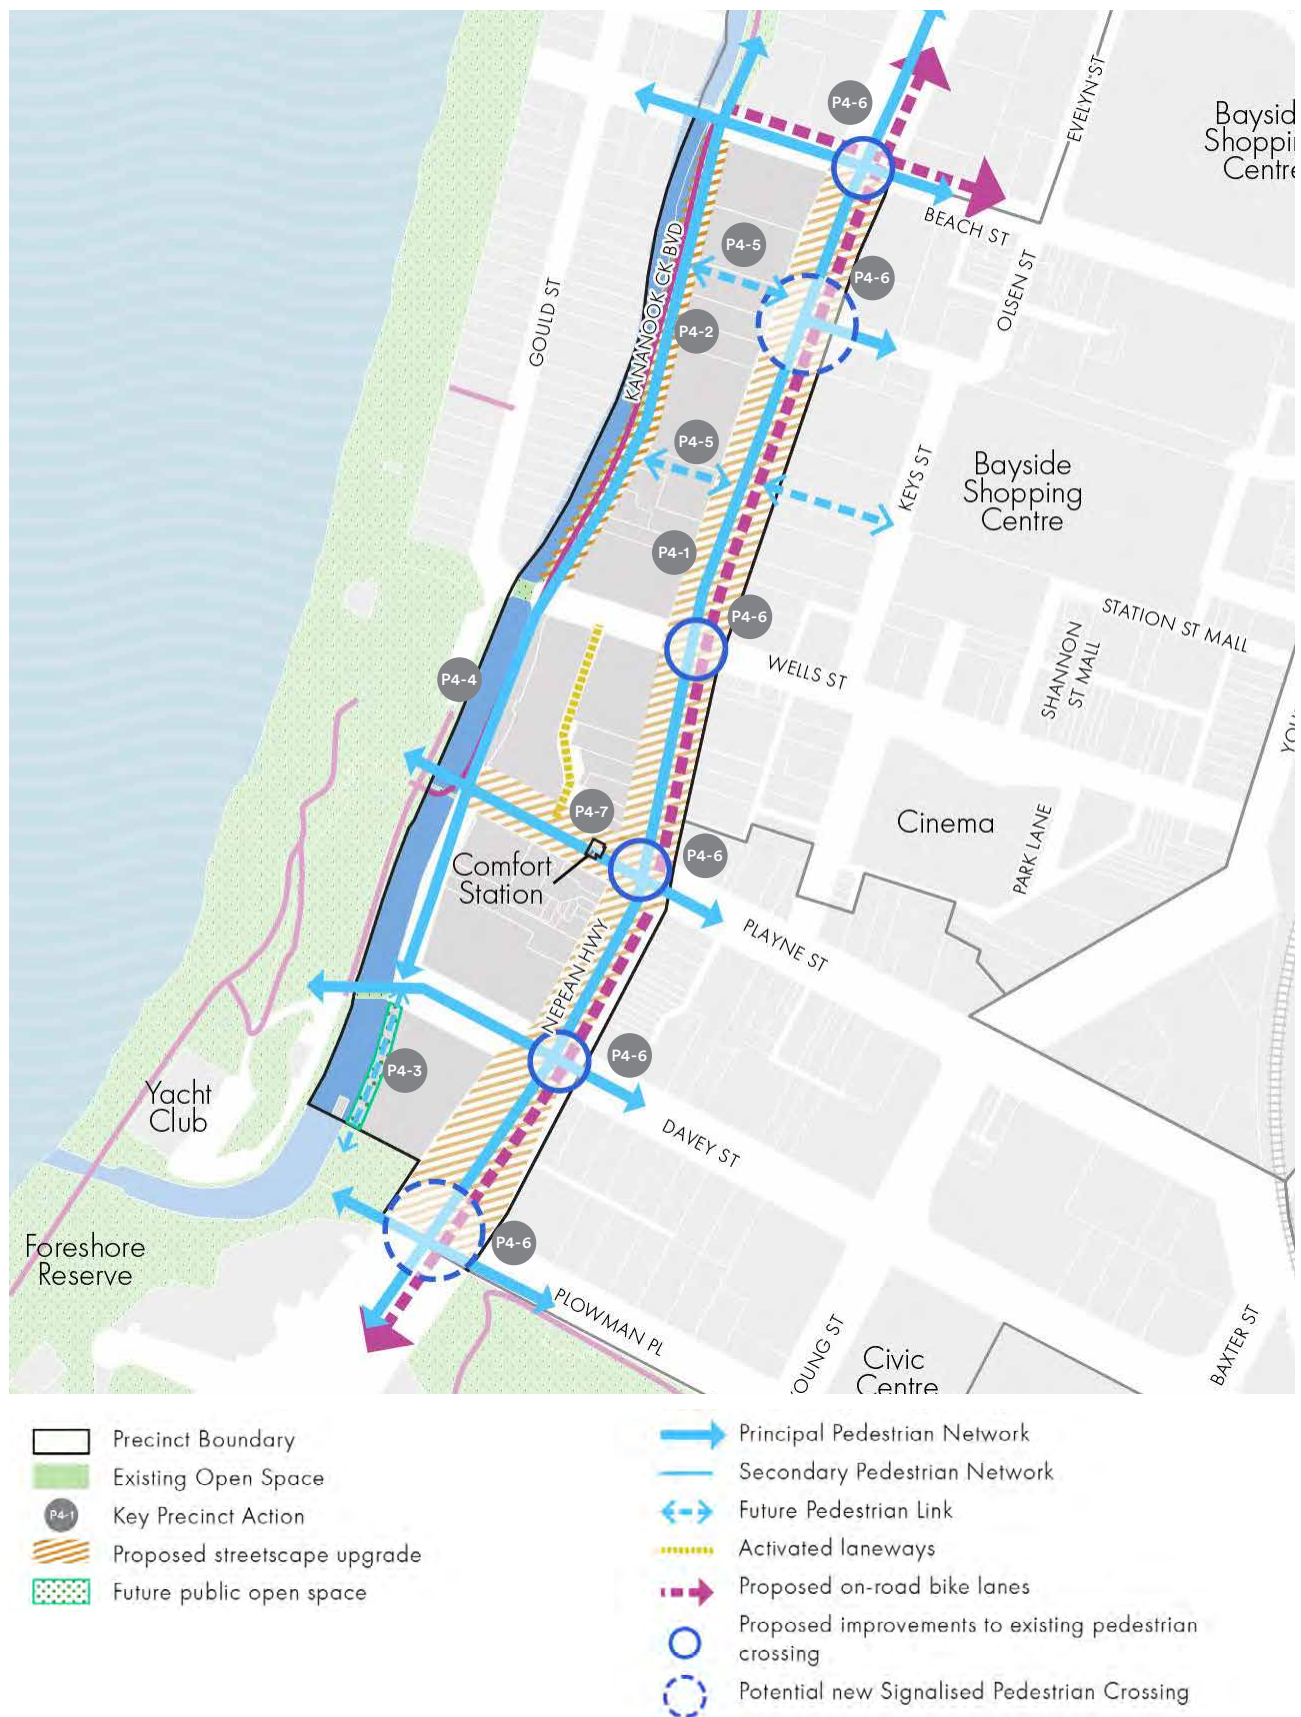 P4-6
EVELYN ST
Baysid
Shoppi
Centre
BEACH ST
P4-5
P4-6
KANANOOK CK BVD
OLSEN ST
GOULD ST
P4-2
P4-5
KEYS ST
Bayside
Shopping
Centre
P4-1
P4-6
STATION ST MALL
SHANNON
ST MALL
WELLS ST
P4-4
YOU
P4-7
Cinema
PARK LANE
P4-6
Comfort
Station
NEPEAN HWY
PLAYNE ST
P4-3
P4-6
Yacht
Club
DAVEY ST
Foreshore
Reserve
P4-6
PLOWMAN PL
YOUNG ST
Civic
Centre
BAXTER ST
Precinct Boundary
Existing Open Space
P4-1
Key Precinct Action
Proposed streetscape upgrade
Future public open space
Principal Pedestrian Network
Secondary Pedestrian Network
Future Pedestrian Link
Activated laneways
Proposed on-road bike lanes
Proposed improvements to existing pedestrian
crossing
Potential new Signalised Pedestrian Crossing